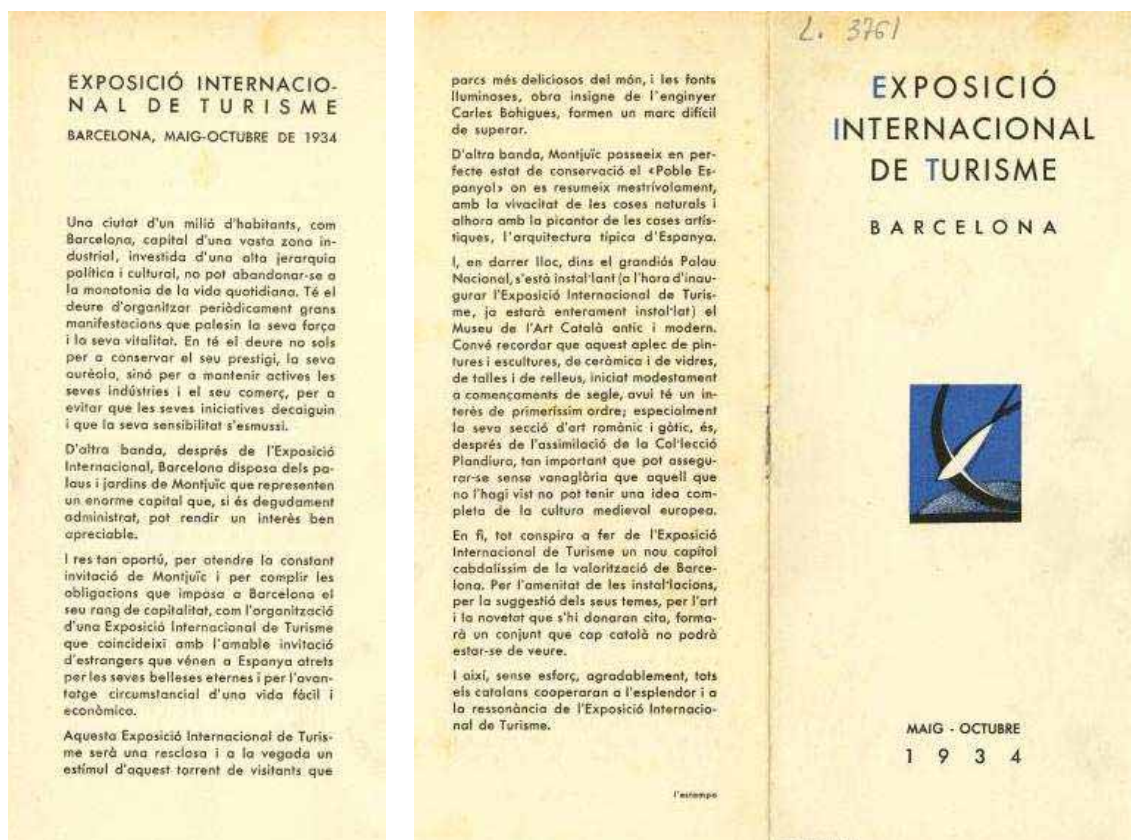 EXPOSICIÓ INTERNACIO-
NAL DE TURISME
BARCELONA, MAIG-OCTUBRE DE 1934
Una ciutat d'un milió d'habitants, com
Barcelona, capital d'una vasta zona in-
dustrial, investida d'una alta jerarquia
política i cultural, no pot abandonar-se a
la monotonia de la vida quotidiana. Té el
deure d'organitzar periòdicament grans
manifestacions que palesin la seva força
i la seva vitalitat. En té el deure no sols
per a conservar el seu prestigi, la seva
aurèola, sinó per a mantenir actives les
seves indústries i el seu comerç, per a
evitar que les seves iniciatives decaiguin
i que la seva sensibilitat s'esmussi.
D'altra banda, després de l'Exposició
Internacional, Barcelona disposa dels pa-
laus i jardins de Montjuïc que representen
un enorme capital que, si és degudament
administrat, pot rendir un interès ben
apreciable.
I res tan oportú, per atendre la constant
invitació de Montjuïc i per complir les
obligacions que imposa a Barcelona el
seu rang de capitalitat, com l'organització
d'una Exposició Internacional de Turisme
que coincideixi amb l'amable invitació
d'estrangers que vénen a Espanya atrets
per les seves belleses eternes i per l'avan-
tatge circumstancial d'una vida fàcil i
econòmica.
Aquesta Exposició Internacional de Turis-
me serà una resclosa i a la vegada un
estímul d'aquest torrent de visitants que
parcs més deliciosos del món, i les fonts
lluminoses, obra insigne de l'enginyer
Carles Bohigues, formen un marc difícil
de superar.
D'altra banda, Montjuïc posseeix en per-
fecte estat de conservació el «Poble Es-
panyol» on es resumeix mestrívolament,
amb la vivacitat de les coses naturals i
alhora amb la picantor de les coses artís-
tiques, l'arquitectura típica d'Espanya.
I, en darrer lloc, dins el grandiós Palau
Nacional, s'està instal·lant (a l'hora d'inau-
gurar l'Exposició Internacional de Turis-
me, ja estarà enterament instal·lat) el
Museu de l'Art Català antic i modern.
Convé recordar que aquest aplec de pin-
tures i escultures, de ceràmica i de vidres,
de talles i de relleus, iniciat modestament
a començaments de segle, avui té un in-
terès de primeríssim ordre; especialment
la seva secció d'art romànic i gòtic, és,
després de l'assimilació de la Col·lecció
Plandiura, tan important que pot assegu-
rar-se sense vanaglòria que aquell que
no l'hagi vist no pot tenir una idea com-
pleta de la cultura medieval europea.
En fi, tot conspira a fer de l'Exposició
Internacional de Turisme un nou capítol
cabdalíssim de la valorització de Barce-
lona. Per l'amenitat de les instal·lacions,
per la suggestió dels seus temes, per l'art
i la novetat que s'hi donaran cita, forma-
rà un conjunt que cap català no podrà
estar-se de veure.
I així, sense esforç, agradablement, tots
els catalans cooperaran a l'esplendor i a
la ressonància de l'Exposició Internacio-
nal de Turisme.
l'estampa
L. 3761
EXPOSICIÓ
INTERNACIONAL
DE TURISME
BARCELONA
MAIG - OCTUBRE
1934